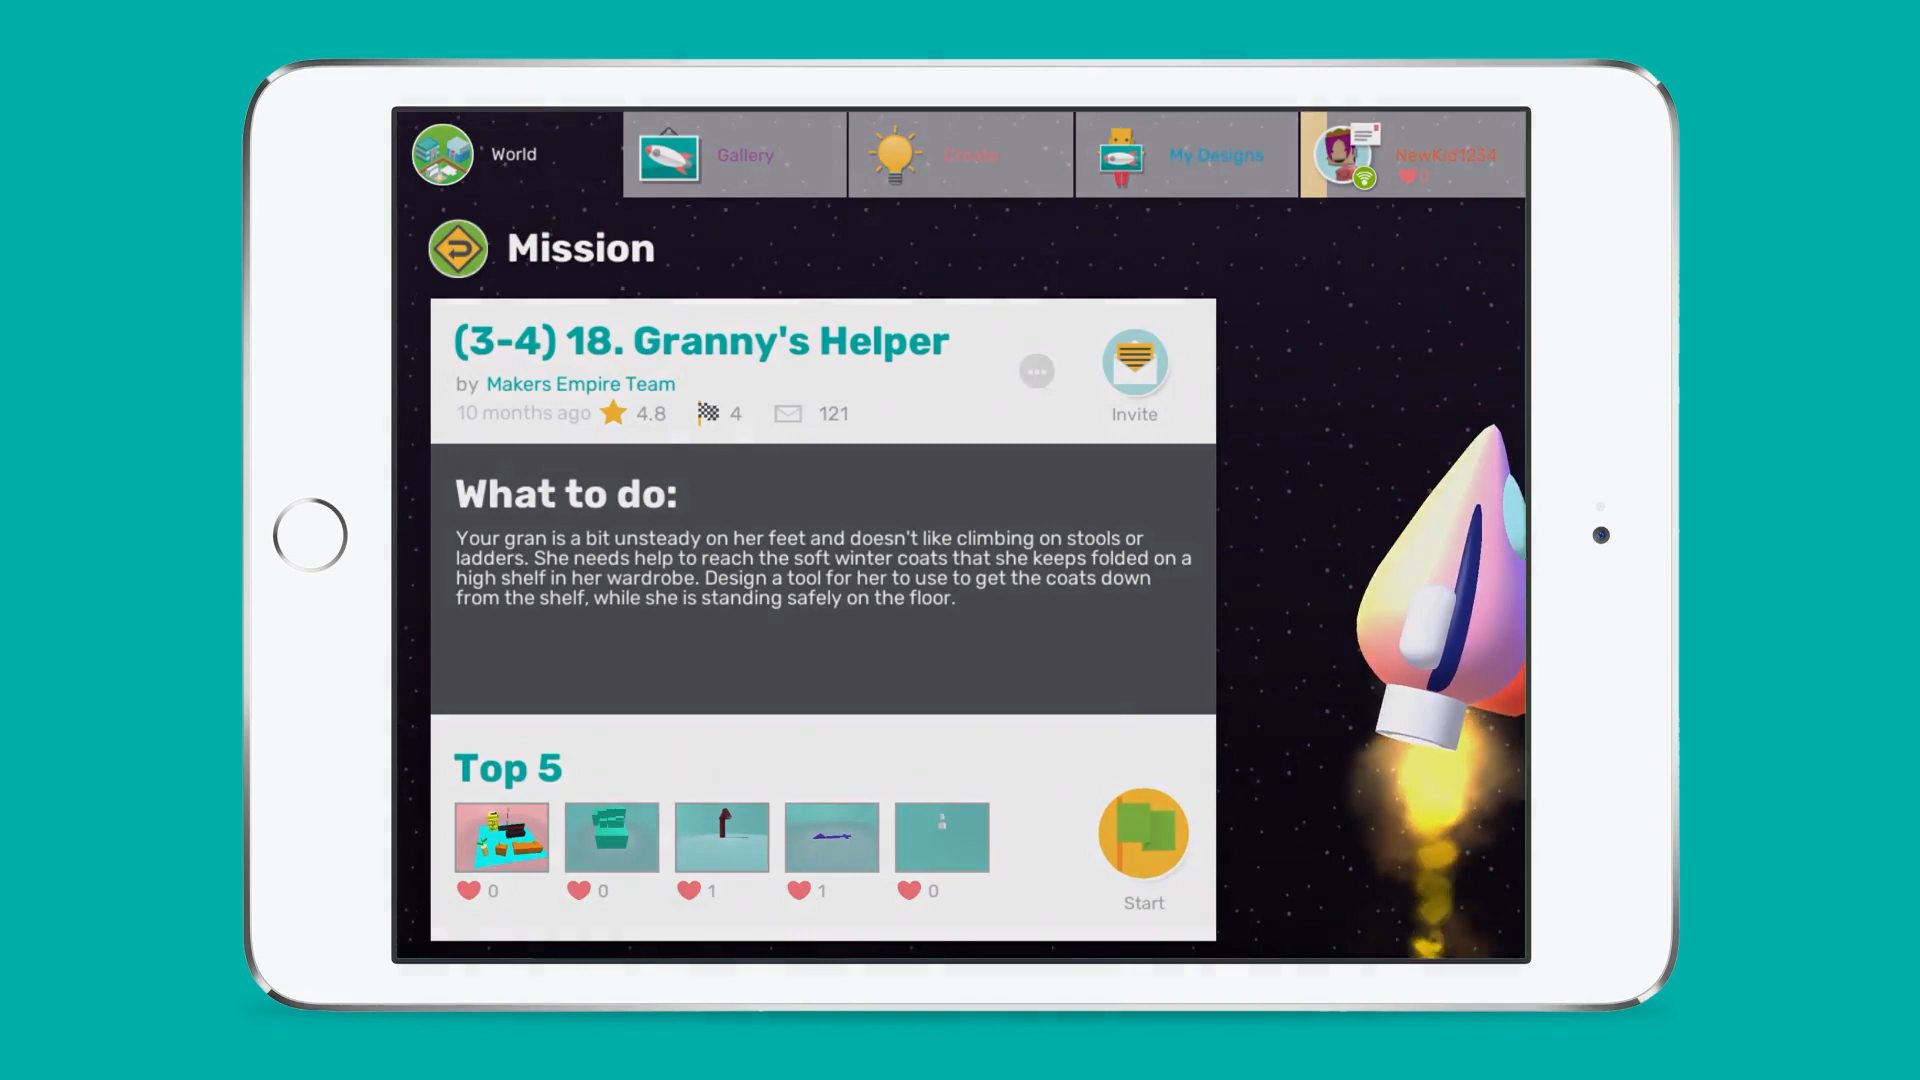 World
Gallery
Create
My Designs
NewKid1234
0
Mission
(3-4) 18. Granny's Helper
by Makers Empire Team
10 months ago 4.8 4 121
Invite
What to do:
Your gran is a bit unsteady on her feet and doesn't like climbing on stools or
ladders. She needs help to reach the soft winter coats that she keeps folded on a
high shelf in her wardrobe. Design a tool for her to use to get the coats down
from the shelf, while she is standing safely on the floor.
Top 5
0 0 1 1 0
Start